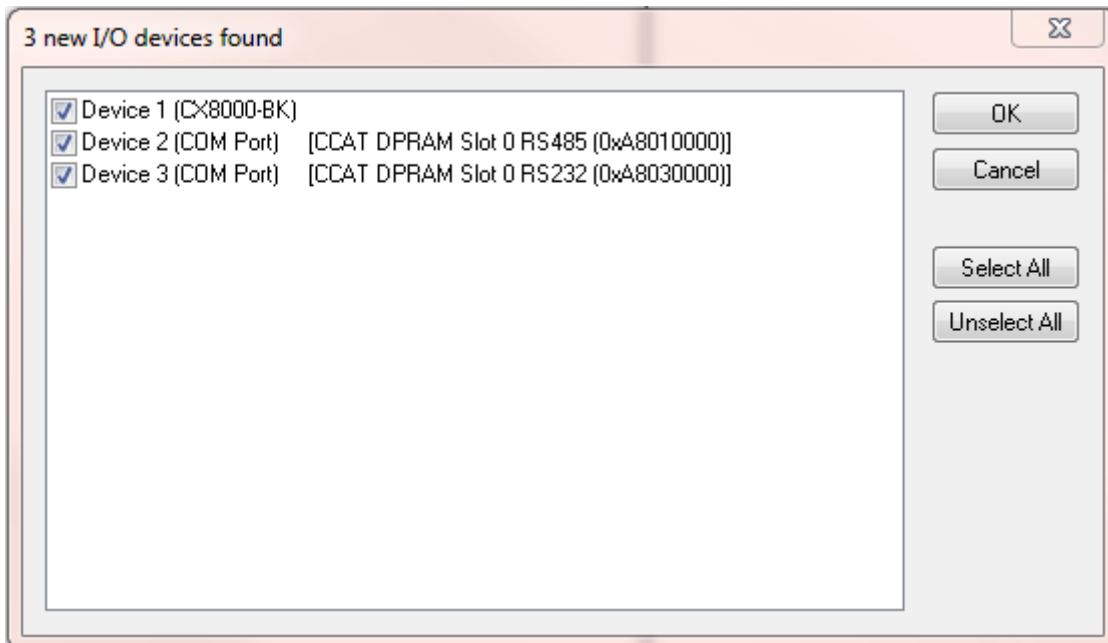 3 new I/O devices found
Device 1 (CX8000-BK)
Device 2 (COM Port) [CCAT DPRAM Slot 0 RS485 (0xA8010000)]
Device 3 (COM Port) [CCAT DPRAM Slot 0 RS232 (0xA8030000)]
OK
Cancel
Select All
Unselect All